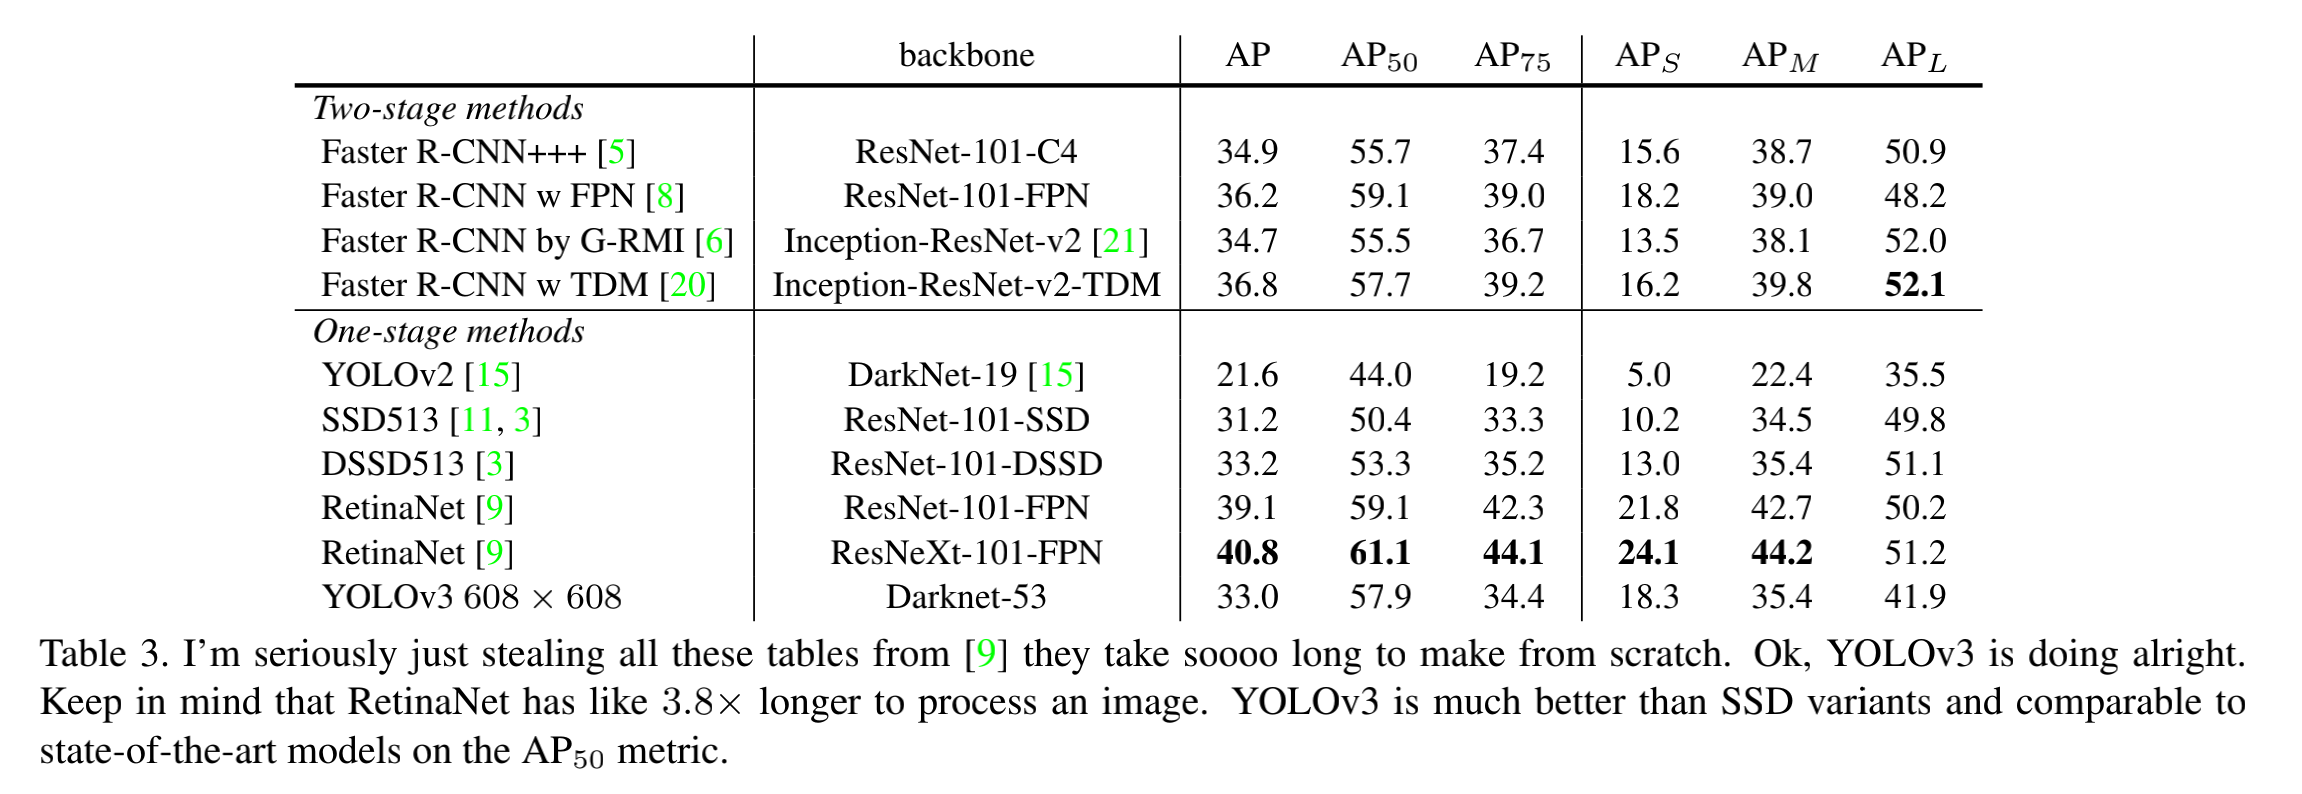 backbone AP AP50 AP75 APS APM APL
Two-stage methods
Faster R-CNN+++ [5] ResNet-101-C4 34.9 55.7 37.4 15.6 38.7 50.9
Faster R-CNN w FPN [8] ResNet-101-FPN 36.2 59.1 39.0 18.2 39.0 48.2
Faster R-CNN by G-RMI [6] Inception-ResNet-v2 [21] 34.7 55.5 36.7 13.5 38.1 52.0
Faster R-CNN w TDM [20] Inception-ResNet-v2-TDM 36.8 57.7 39.2 16.2 39.8 52.1
One-stage methods
YOLOv2 [15] DarkNet-19 [15] 21.6 44.0 19.2 5.0 22.4 35.5
SSD513 [11, 3] ResNet-101-SSD 31.2 50.4 33.3 10.2 34.5 49.8
DSSD513 [3] ResNet-101-DSSD 33.2 53.3 35.2 13.0 35.4 51.1
RetinaNet [9] ResNet-101-FPN 39.1 59.1 42.3 21.8 42.7 50.2
RetinaNet [9] ResNeXt-101-FPN 40.8 61.1 44.1 24.1 44.2 51.2
YOLOv3 608 × 608 Darknet-53 33.0 57.9 34.4 18.3 35.4 41.9
Table 3. I'm seriously just stealing all these tables from [9] they take soooo long to make from scratch. Ok, YOLOv3 is doing alright.
Keep in mind that RetinaNet has like 3.8× longer to process an image. YOLOv3 is much better than SSD variants and comparable to
state-of-the-art models on the AP50 metric.